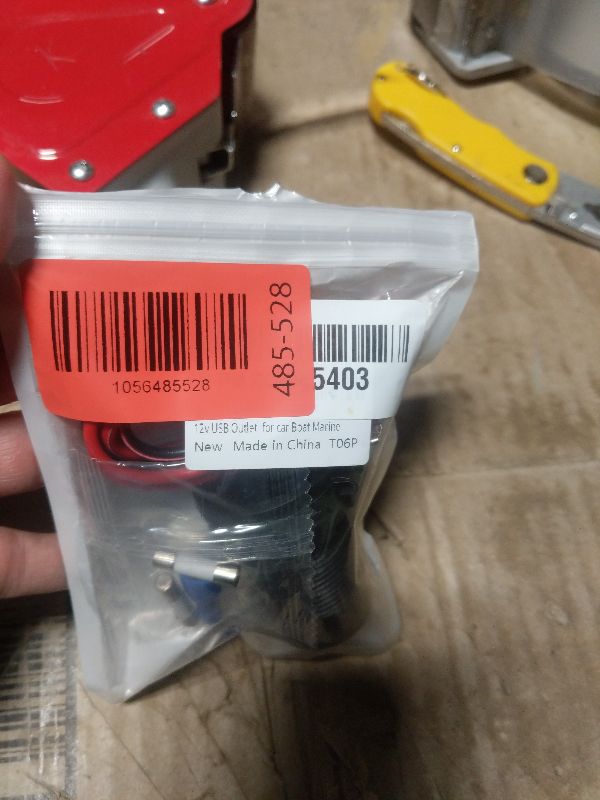 1056485528
485-528
5403
12v USB Outlet for car Boat Marine
New Made in China T06P